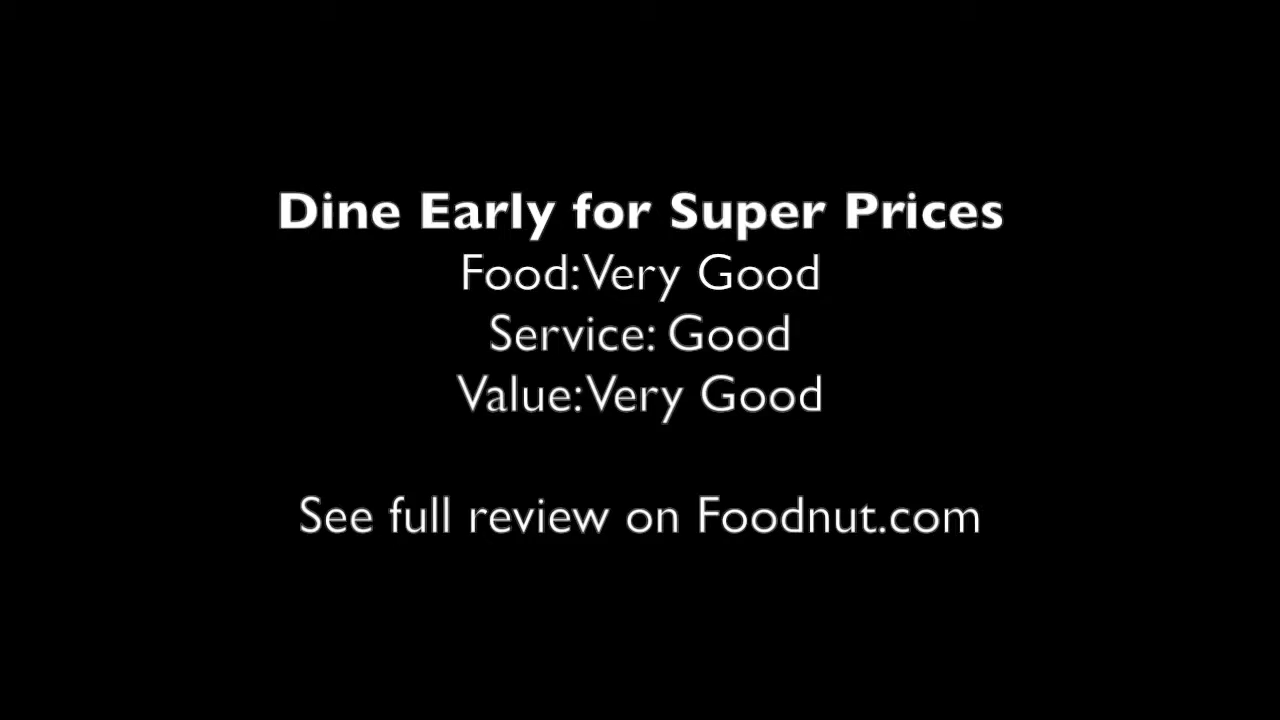 Dine Early for Super Prices
Food: Very Good
Service: Good
Value: Very Good
See full review on Foodnut.com